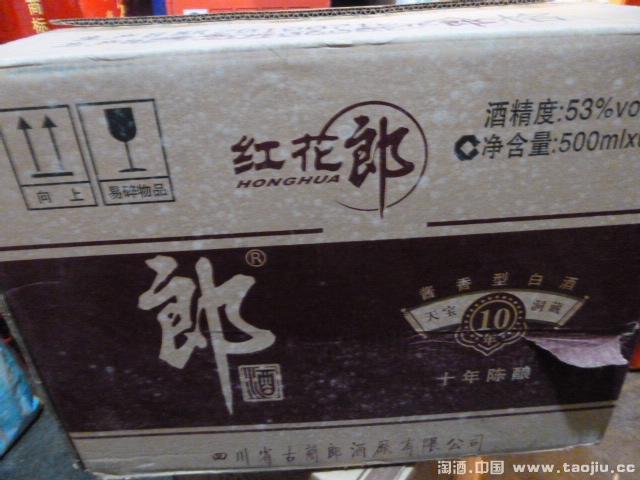 红花郎
HONGHUA
酒精度:53%vo
净含量:500mlx
向上
易碎物品
郎®
酒
酱香型白酒
天宝洞藏
10
年
十年陈酿
四川省古蔺郎酒厂有限公司
淘酒.中国 www.taojiu.cc